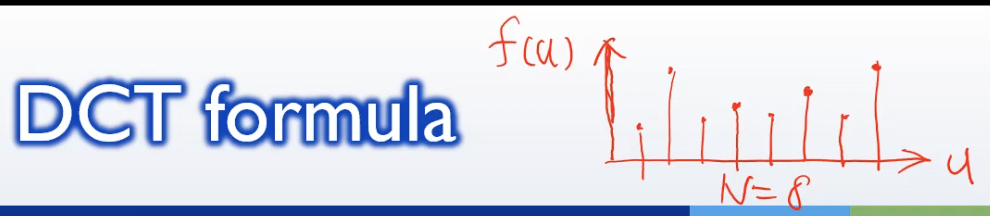 f(u)
DCT formula
u
N=8